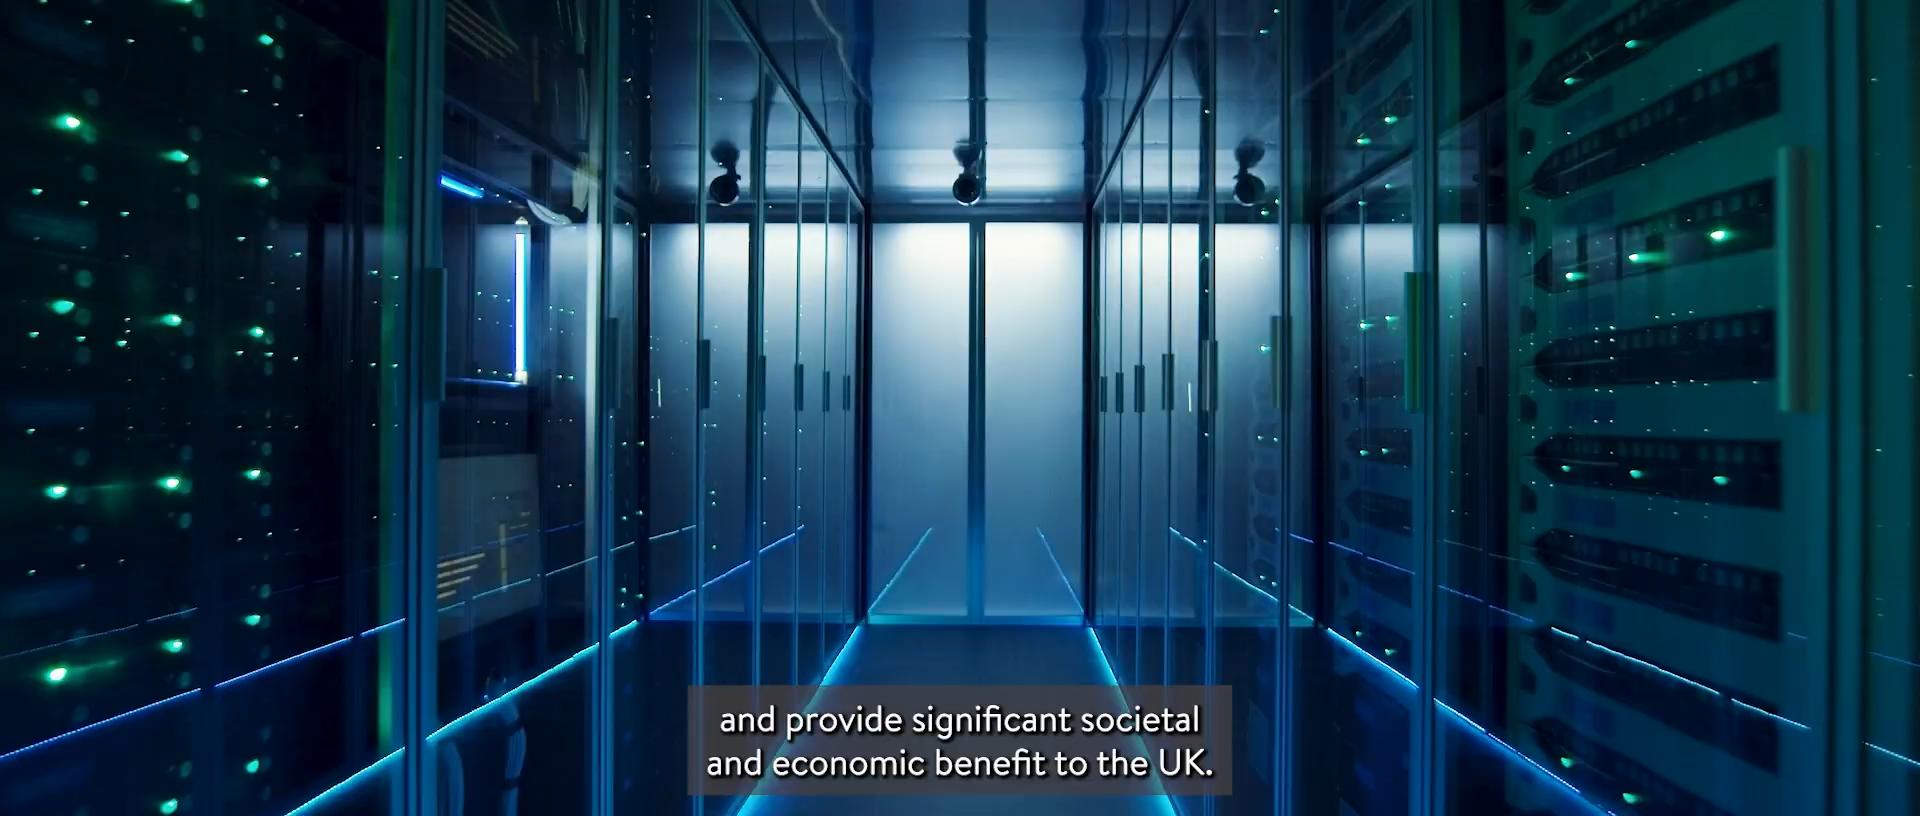 and provide significant societal
and economic benefit to the UK.